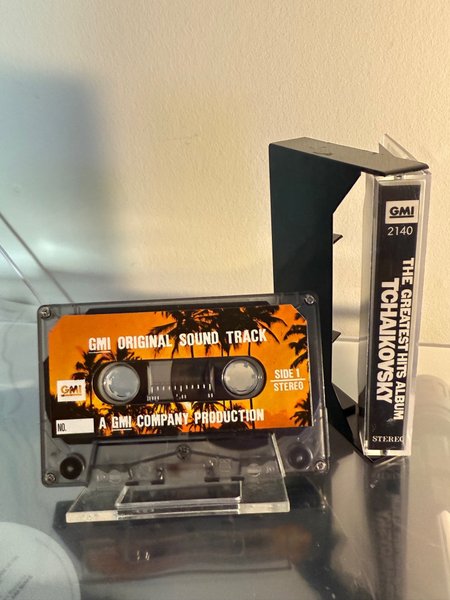 GMI ORIGINAL SOUND TRACK
GMI
SIDE 1
STEREO
NO.
A GMI COMPANY PRODUCTION
GMI
2140
THE GREATEST HITS ALBUM
TCHAIKOVSKY
STEREO